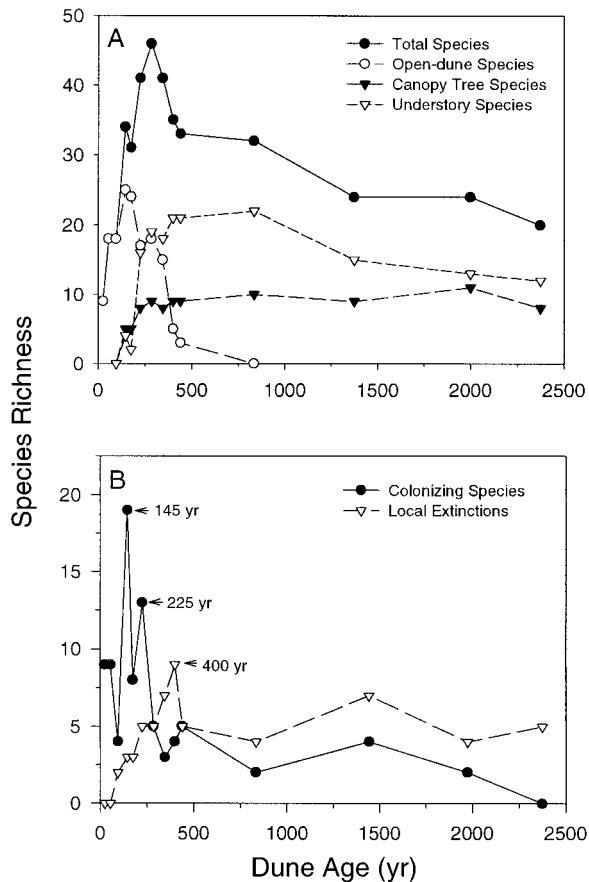 A
Total Species
Open-dune Species
Canopy Tree Species
Understory Species
50
40
30
20
10
0
0 500 1000 1500 2000 2500
Species Richness
B
Colonizing Species
Local Extinctions
145 yr
225 yr
400 yr
20
15
10
5
0
0 500 1000 1500 2000 2500
Dune Age (yr)